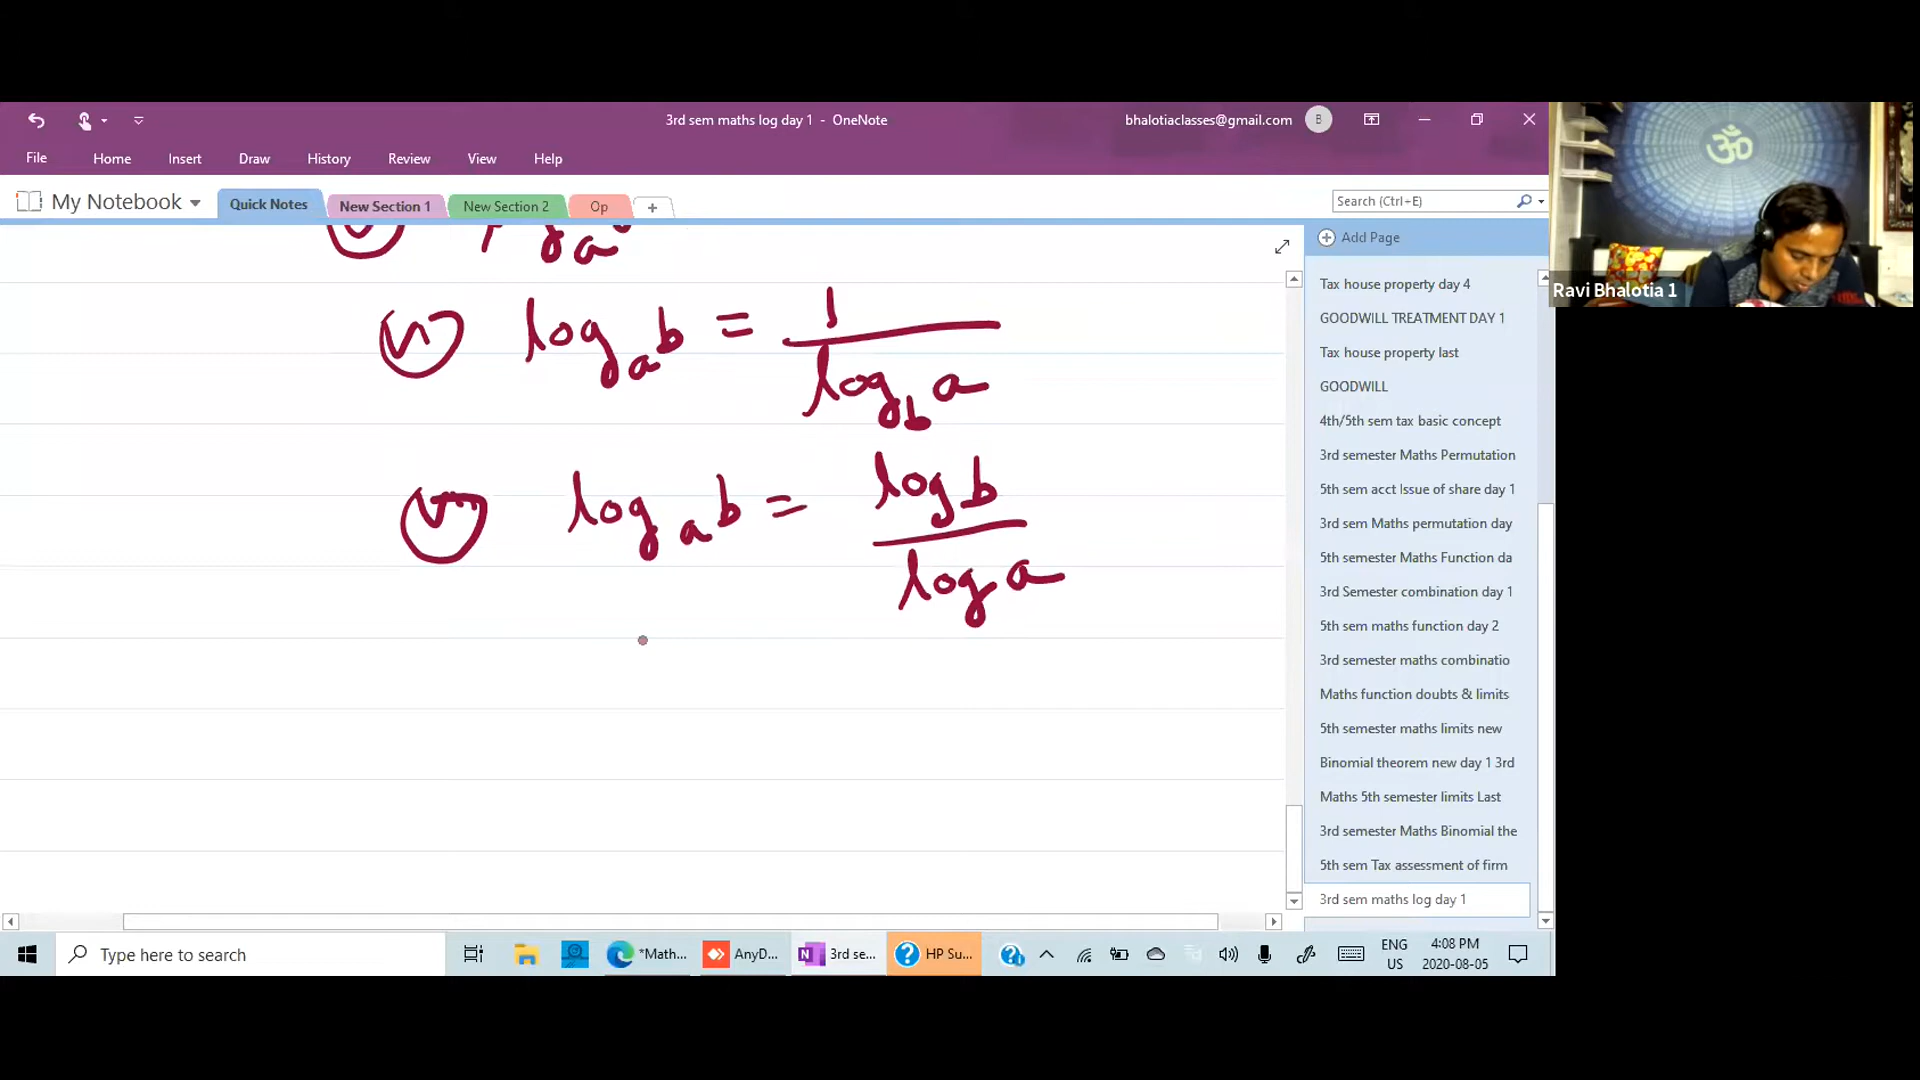 3rd sem maths log day 1 - OneNote
bhalotiaclasses@gmail.com B
File Home Insert Draw History Review View Help
My Notebook Quick Notes New Section 1 New Section 2 Op +
Search (Ctrl+E)
Add Page
Tax house property day 4
GOODWILL TREATMENT DAY 1
Tax house property last
GOODWILL
4th/5th sem tax basic concept
3rd semester Maths Permutation
5th sem acct Issue of share day 1
3rd sem Maths permutation day
5th semester Maths Function da
3rd Semester combination day 1
5th sem maths function day 2
3rd semester maths combinatio
Maths function doubts & limits
5th semester maths limits new
Binomial theorem new day 1 3rd
Maths 5th semester limits Last
3rd semester Maths Binomial the
5th sem Tax assessment of firm
3rd sem maths log day 1
ॐ
Ravi Bhalotia 1
log_a b = 1 / log_b a
log_a b = log b / log a
Type here to search
*Math... AnyD... 3rd se... HP Su...
ENG US
4:08 PM
2020-08-05